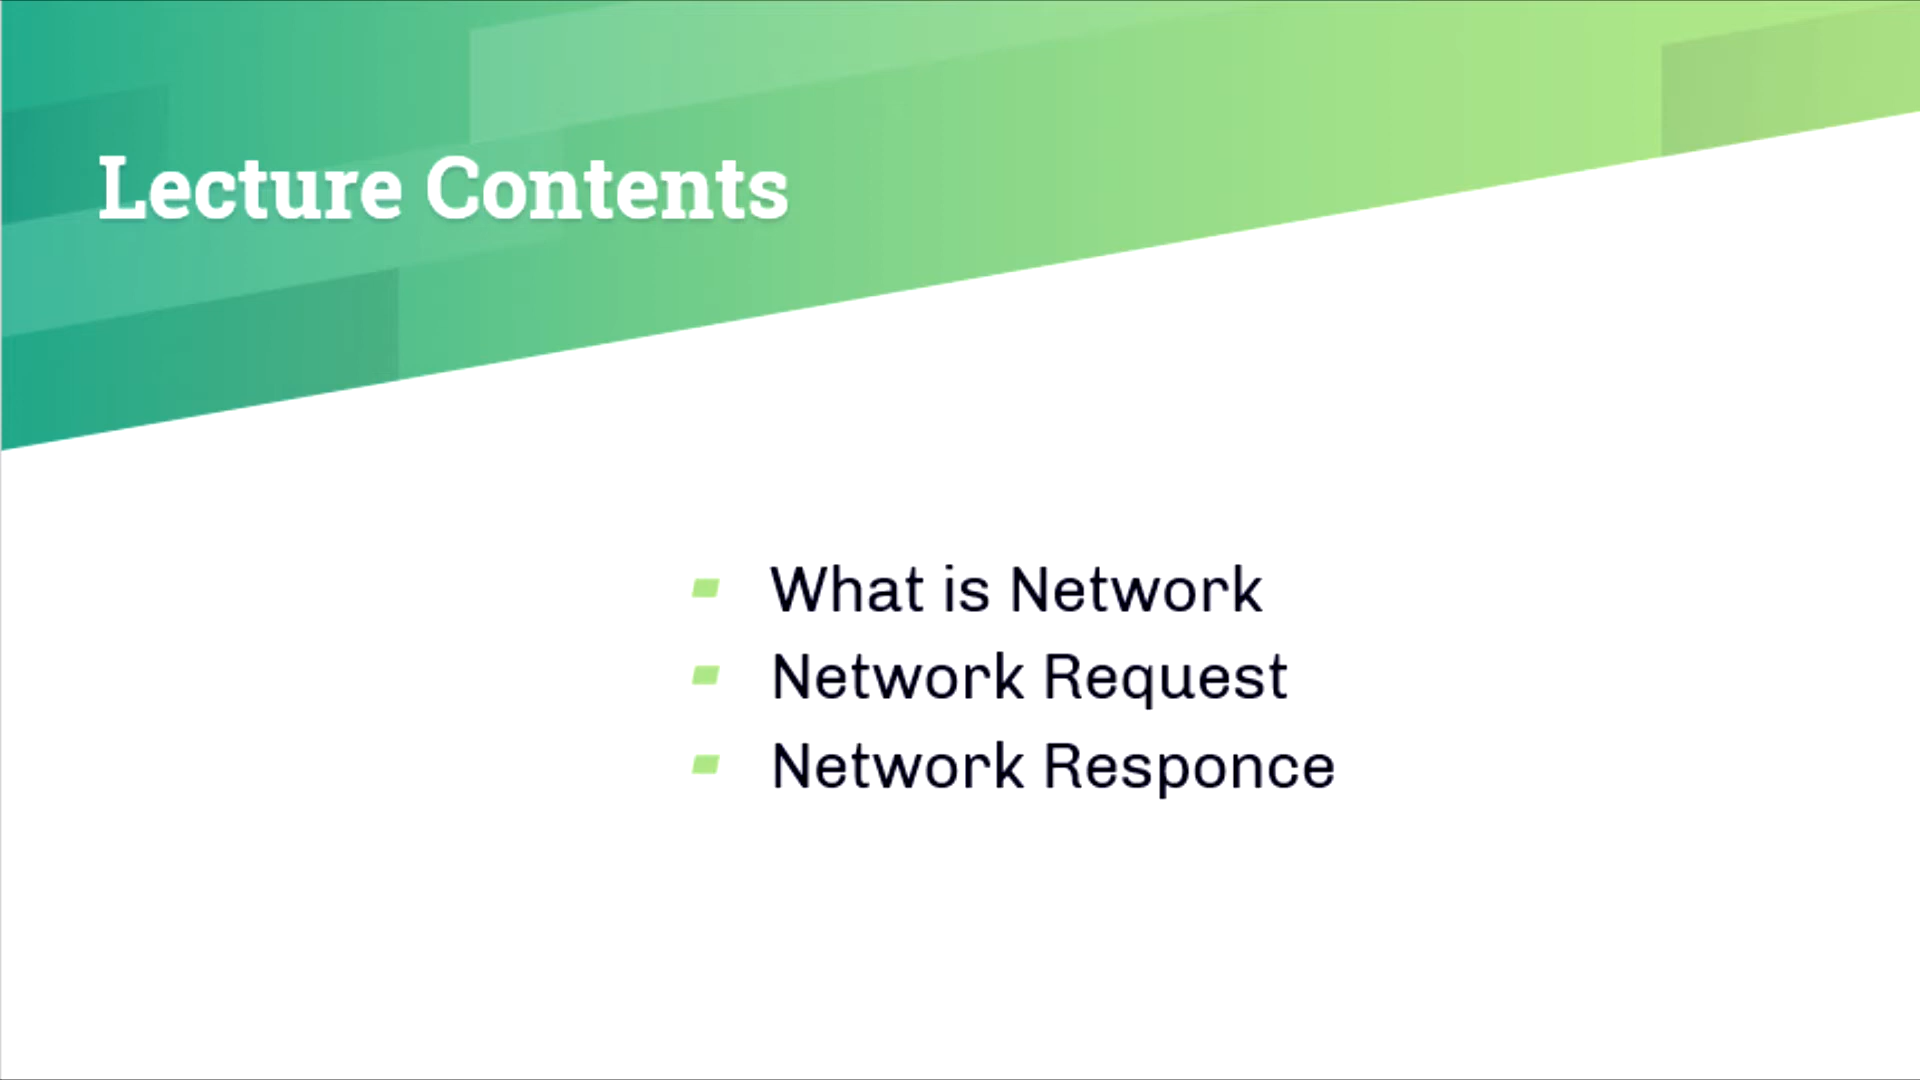 Lecture Contents
What is Network
Network Request
Network Responce